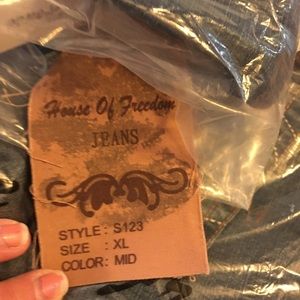 House Of Freedom
JEANS
STYLE: S123
SIZE : XL
COLOR: MID